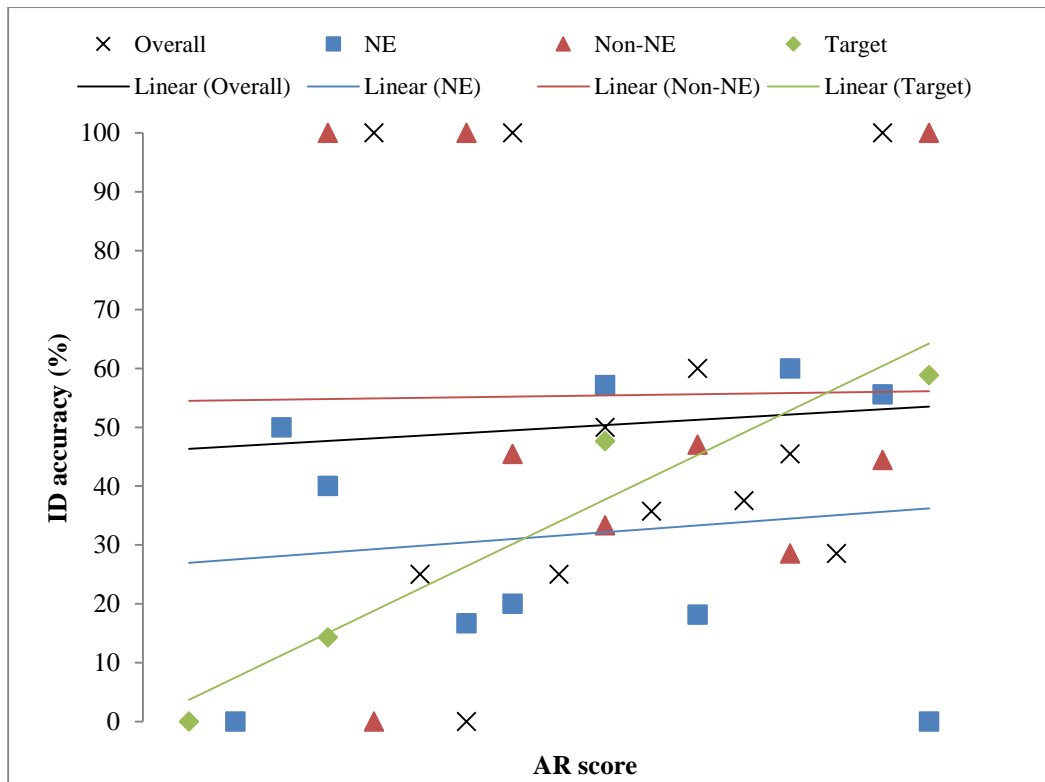 Overall NE Non-NE Target
Linear (Overall) Linear (NE) Linear (Non-NE) Linear (Target)
100
90
80
70
60
50
40
30
20
10
0
ID accuracy (%)
AR score